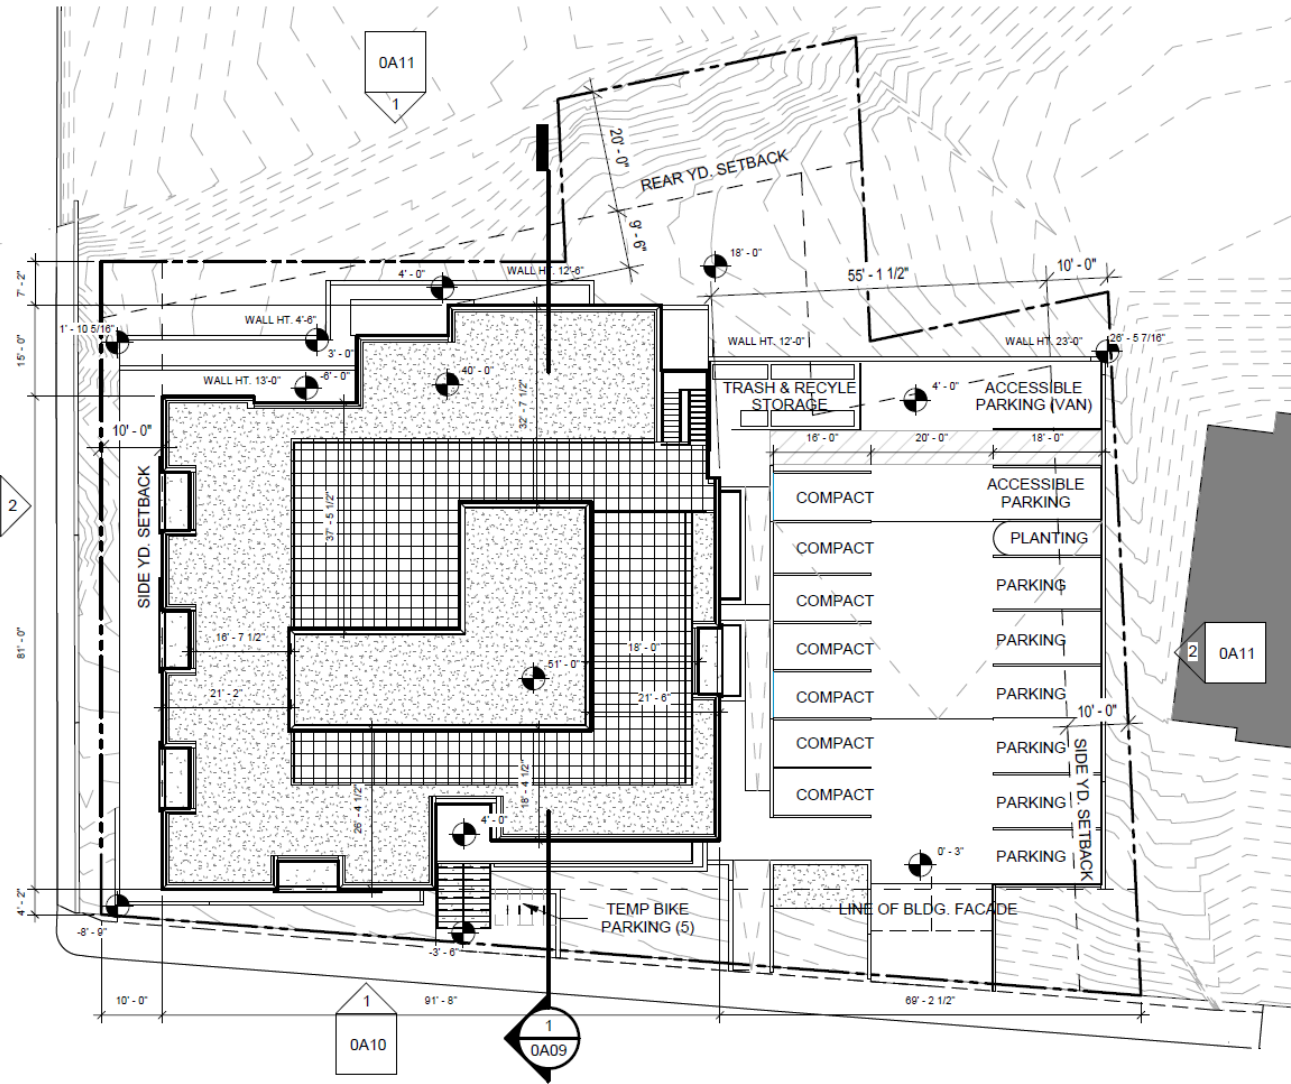 0A11
1
20' - 0"
REAR YD. SETBACK
9' - 6"
18' - 0"
55' - 1 1/2"
10' - 0"
7' - 2"
4' - 0"
WALL HT. 12'-6"
WALL HT. 4'-6"
1' - 10 5/16"
3' - 0"
WALL HT. 12'-0"
WALL HT. 23'-0"
26' - 5 7/16"
15' - 0"
WALL HT. 13'-0"
-6' - 0"
40' - 0"
32' - 7 1/2"
TRASH & RECYLE
STORAGE
4' - 0"
ACCESSIBLE
PARKING (VAN)
10' - 0"
16' - 0"
20' - 0"
18' - 0"
2
SIDE YD. SETBACK
37' - 5 1/2"
COMPACT
ACCESSIBLE
PARKING
COMPACT
PLANTING
COMPACT
PARKING
81' - 0"
16' - 7 1/2"
18' - 0"
COMPACT
PARKING
2
0A11
51' - 0"
21' - 2"
21' - 6"
COMPACT
PARKING
10' - 0"
COMPACT
PARKING
SIDE YD. SETBACK
26' - 4 1/2"
18' - 4 1/2"
COMPACT
PARKING
4' - 0"
PARKING
0' - 3"
4' - 2"
TEMP BIKE
PARKING (5)
LINE OF BLDG. FACADE
-8' - 9"
-3' - 6"
10' - 0"
1
91' - 8"
69' - 2 1/2"
0A10
1
0A09